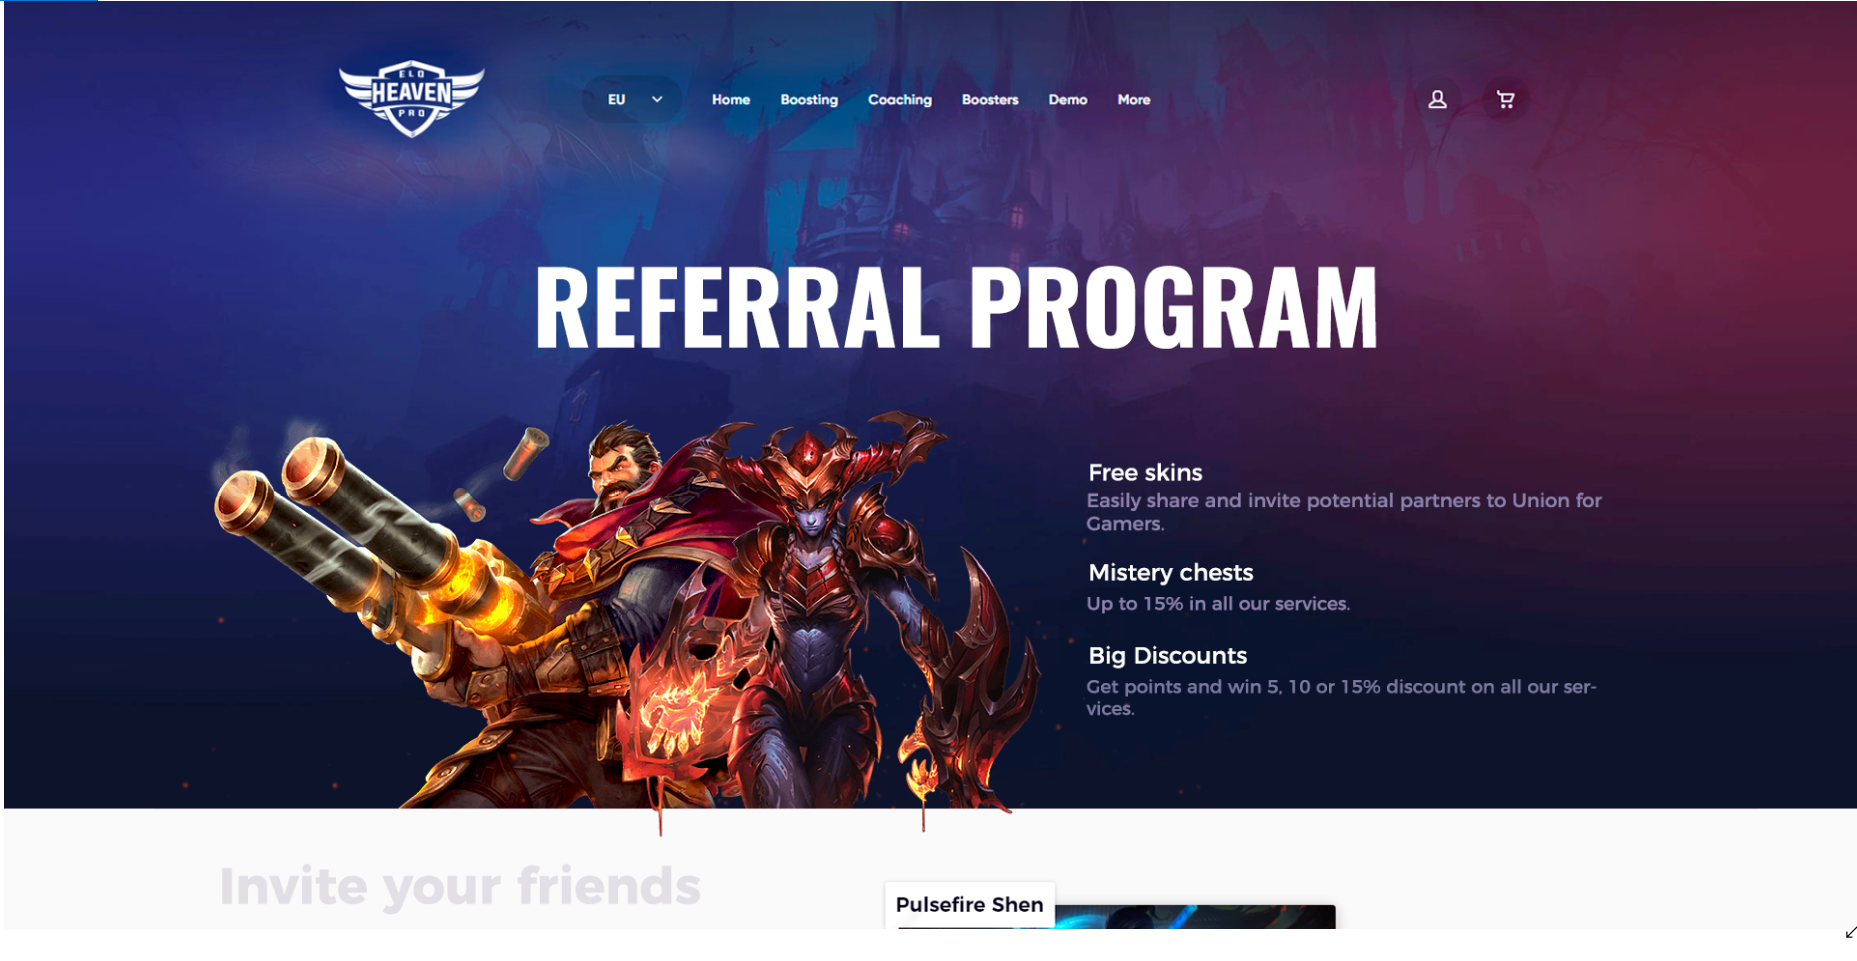 ELO
HEAVEN
PRO
EU
Home
Boosting
Coaching
Boosters
Demo
More
REFERRAL PROGRAM
Free skins
Easily share and invite potential partners to Union for
Gamers.
Mistery chests
Up to 15% in all our services.
Big Discounts
Get points and win 5, 10 or 15% discount on all our ser-
vices.
Invite your friends
Pulsefire Shen